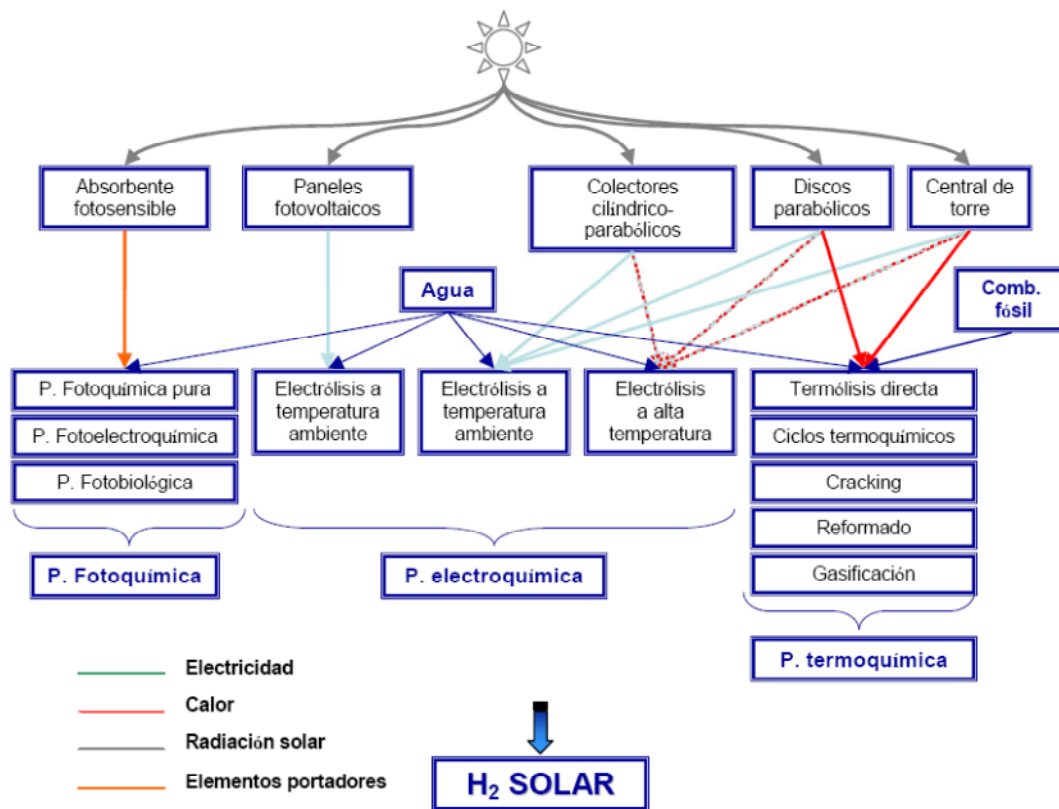 Absorbente
fotosensible
Paneles
fotovoltaicos
Colectores
cilíndrico-
parabólicos
Discos
parabólicos
Central de
torre
Agua
Comb.
fósil
P. Fotoquímica pura
P. Fotoelectroquímica
P. Fotobiológica
Electrólisis a
temperatura
ambiente
Electrólisis a
temperatura
ambiente
Electrólisis
a alta
temperatura
Termólisis directa
Ciclos termoquímicos
Cracking
Reformado
Gasificación
P. Fotoquímica
P. electroquímica
P. termoquímica
Electricidad
Calor
Radiación solar
Elementos portadores
H₂ SOLAR